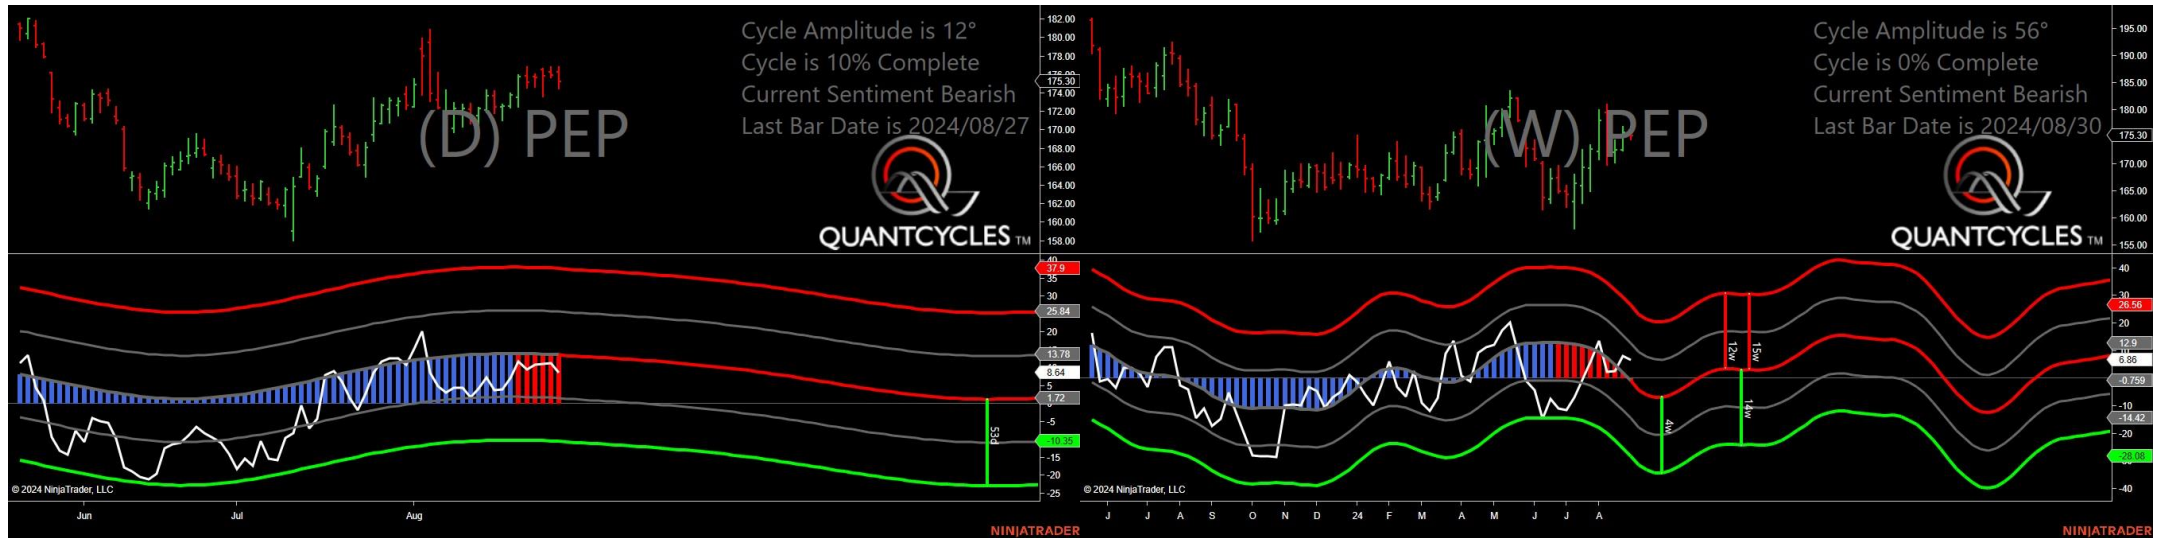 Cycle Amplitude is 12°
Cycle is 10% Complete
Current Sentiment Bearish
Last Bar Date is 2024/08/27
(D) PEP
QUANTCYCLES TM
182.00
180.00
178.00
175.30
174.00
172.00
170.00
168.00
166.00
164.00
162.00
160.00
158.00
40
37.9
35
30
25.84
20
13.78
8.64
5
1.72
-5
-10.35
-15
-20
-25
53d
© 2024 NinjaTrader, LLC
Jun Jul Aug
NINJATRADER
Cycle Amplitude is 56°
Cycle is 0% Complete
Current Sentiment Bearish
Last Bar Date is 2024/08/30
(W) PEP
QUANTCYCLES TM
195.00
190.00
185.00
180.00
175.30
170.00
165.00
160.00
155.00
40
30
26.56
20
12.9
6.86
-0.759
-10
-14.42
-20
-28.08
-40
12w
15w
14w
4w
© 2024 NinjaTrader, LLC
J J A S O N D 24 F M A M J J A
NINJATRADER